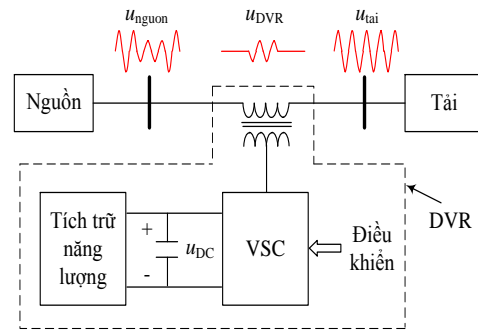 u_nguon
u_DVR
u_tai
Nguồn
Tải
Tích trữ
năng
lượng
+
-
u_DC
VSC
Điều
khiển
DVR